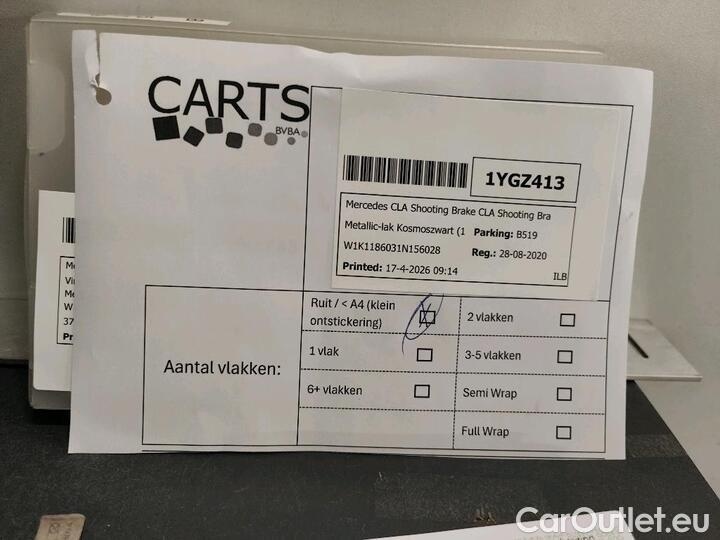 CARTS
BVBA
1YGZ413
Mercedes CLA Shooting Brake CLA Shooting Bra
Metallic-lak Kosmoszwart (1 Parking: B519
W1K1186031N156028 Reg.: 28-08-2020
Printed: 17-4-2026 09:14 ILB
Aantal vlakken:
Ruit / < A4 (klein ontstickering)
2 vlakken
1 vlak
3-5 vlakken
6+ vlakken
Semi Wrap
Full Wrap
CarOutlet.eu